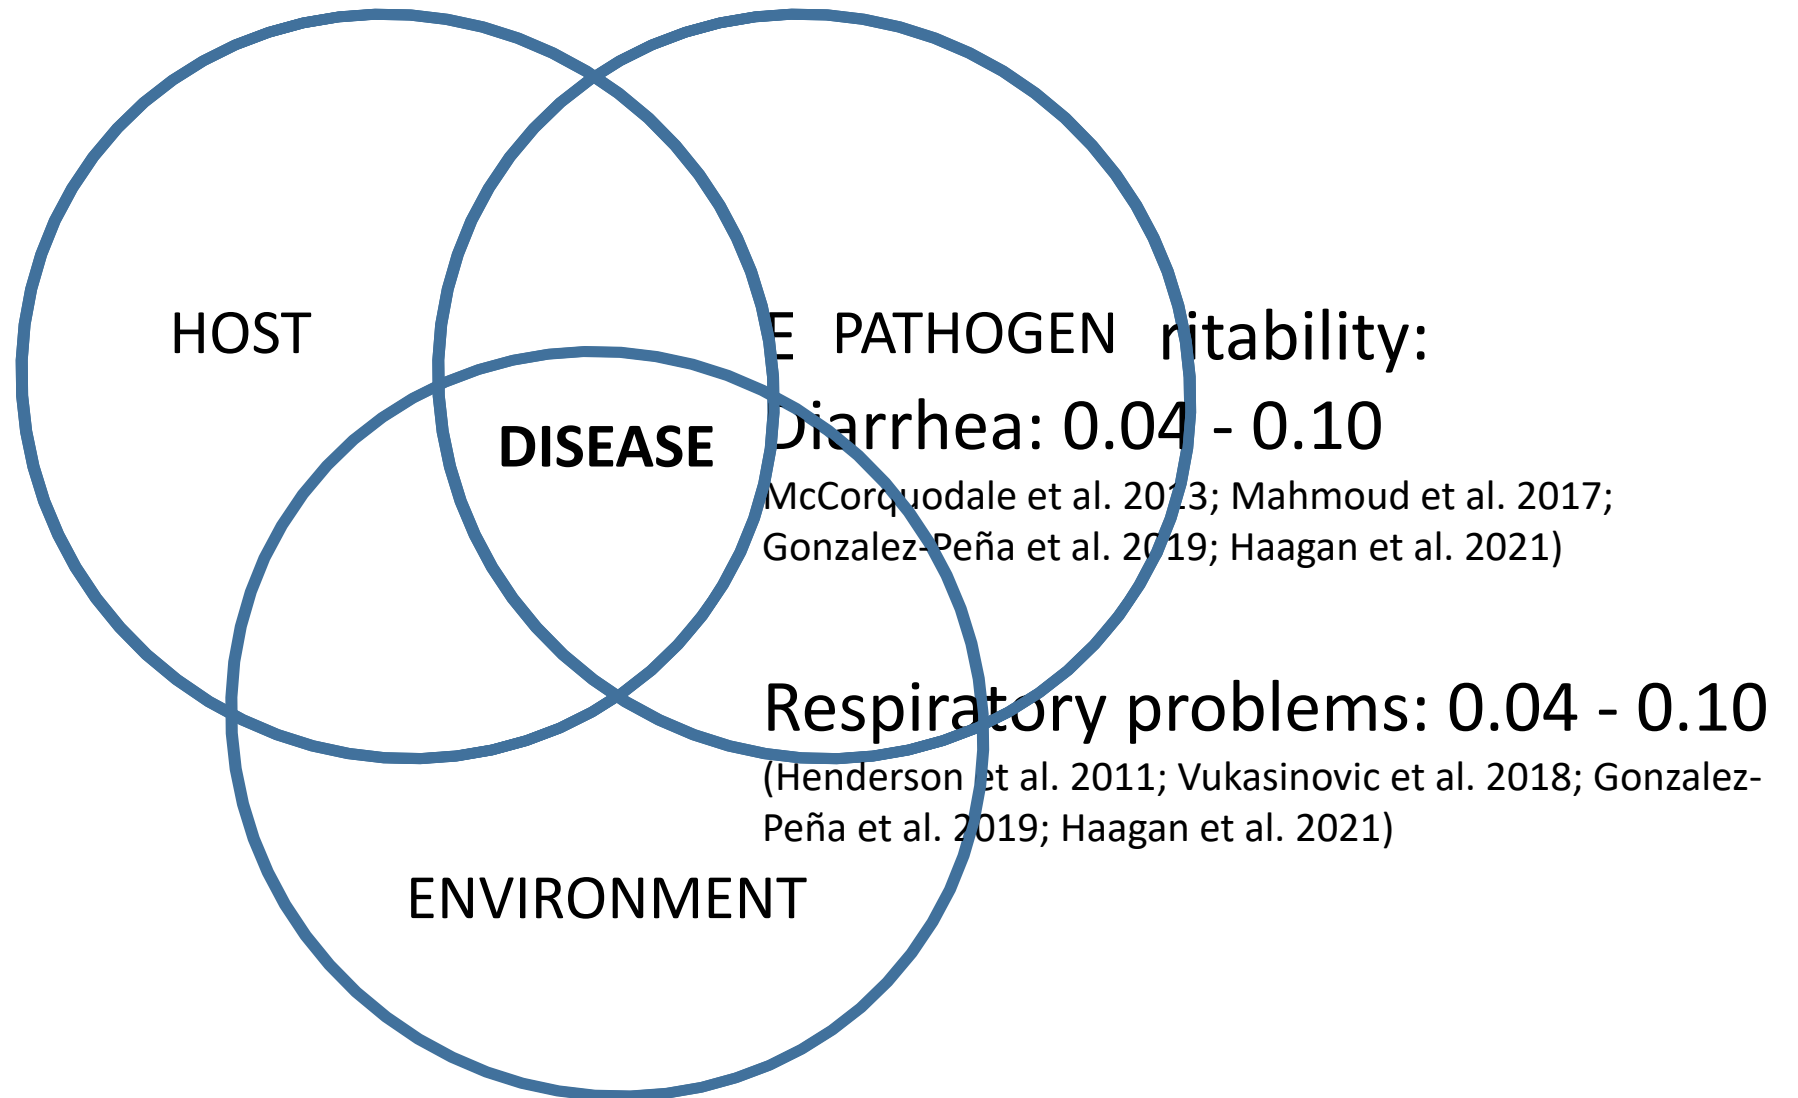 HOST
PATHOGEN
E ritability:
DISEASE
Diarrhea: 0.04 - 0.10
McCorquodale et al. 2013; Mahmoud et al. 2017;
Gonzalez-Peña et al. 2019; Haagan et al. 2021)
Respiratory problems: 0.04 - 0.10
(Henderson et al. 2011; Vukasinovic et al. 2018; Gonzalez-
Peña et al. 2019; Haagan et al. 2021)
ENVIRONMENT